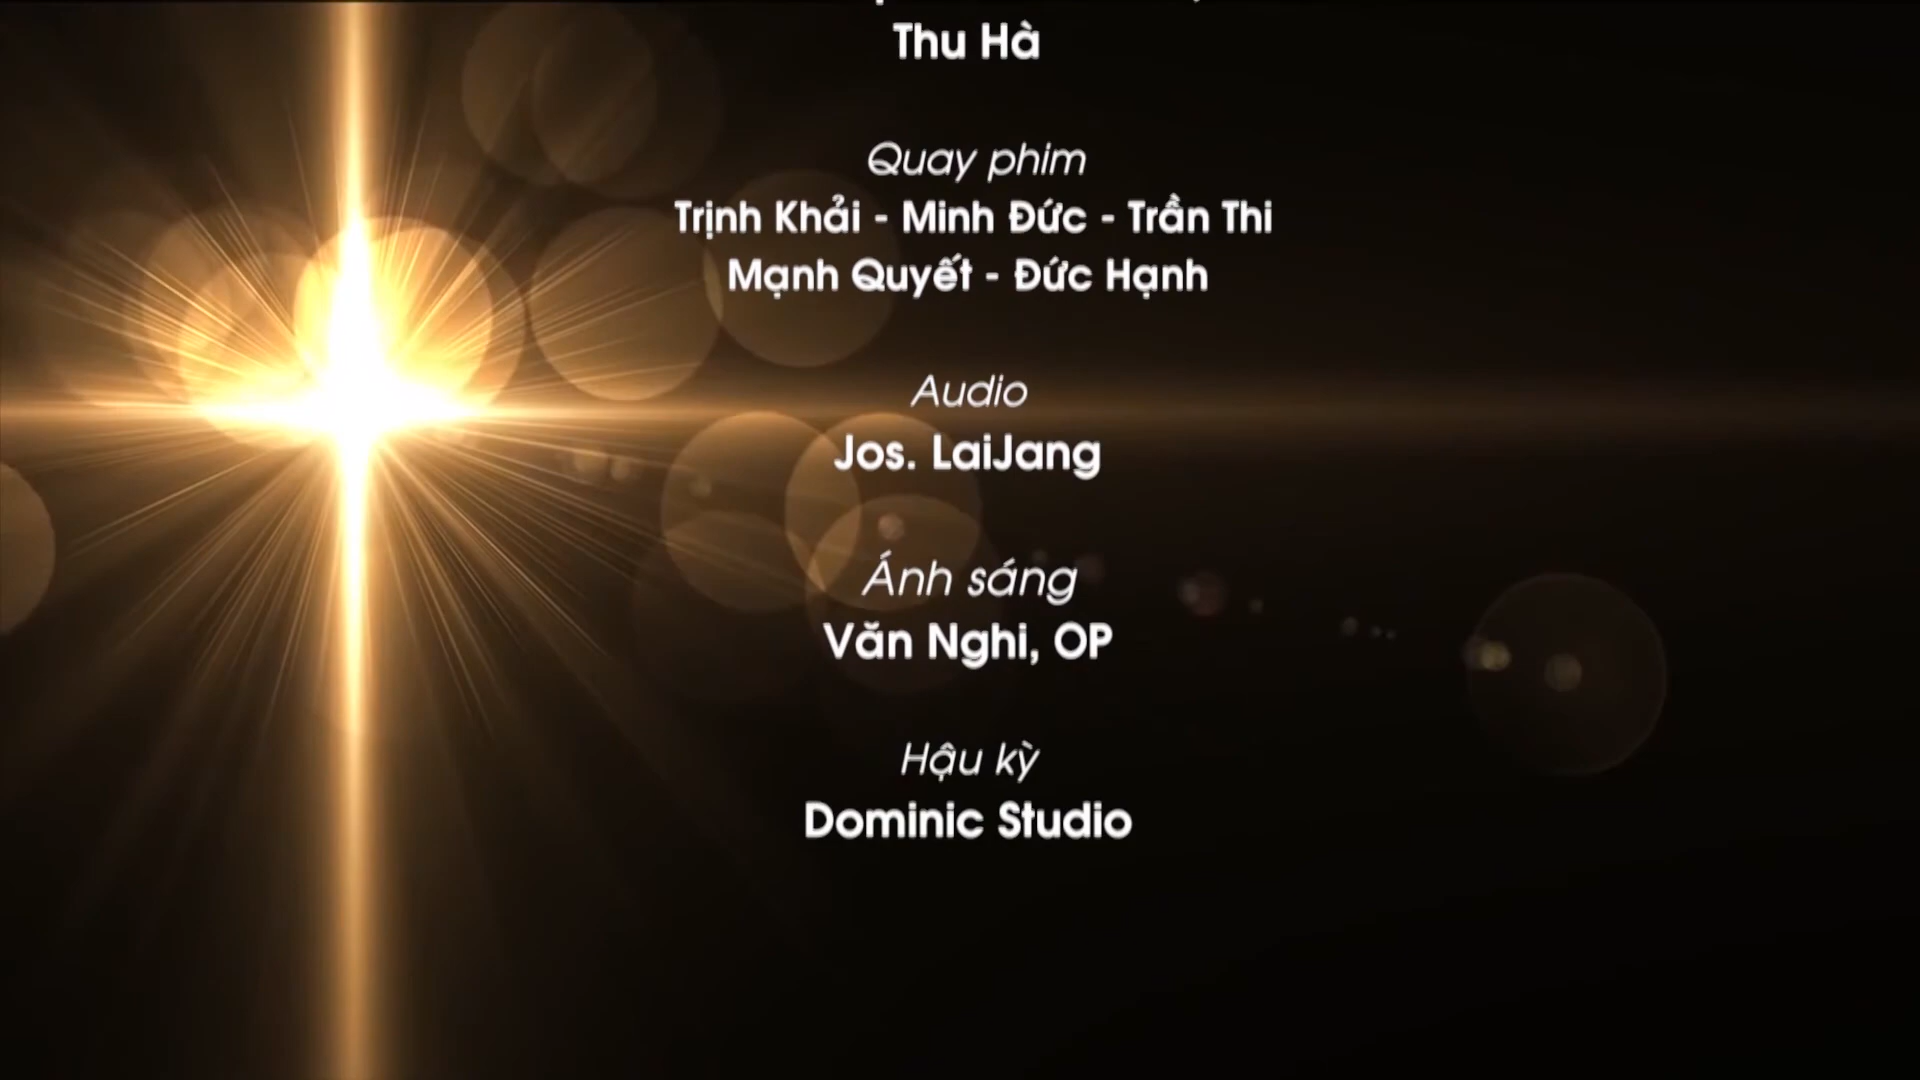 Thu Hà
Quay phim
Trịnh Khải - Minh Đức - Trần Thi
Mạnh Quyết - Đức Hạnh
Audio
Jos. LaiJang
Ánh sáng
Văn Nghi, OP
Hậu kỳ
Dominic Studio